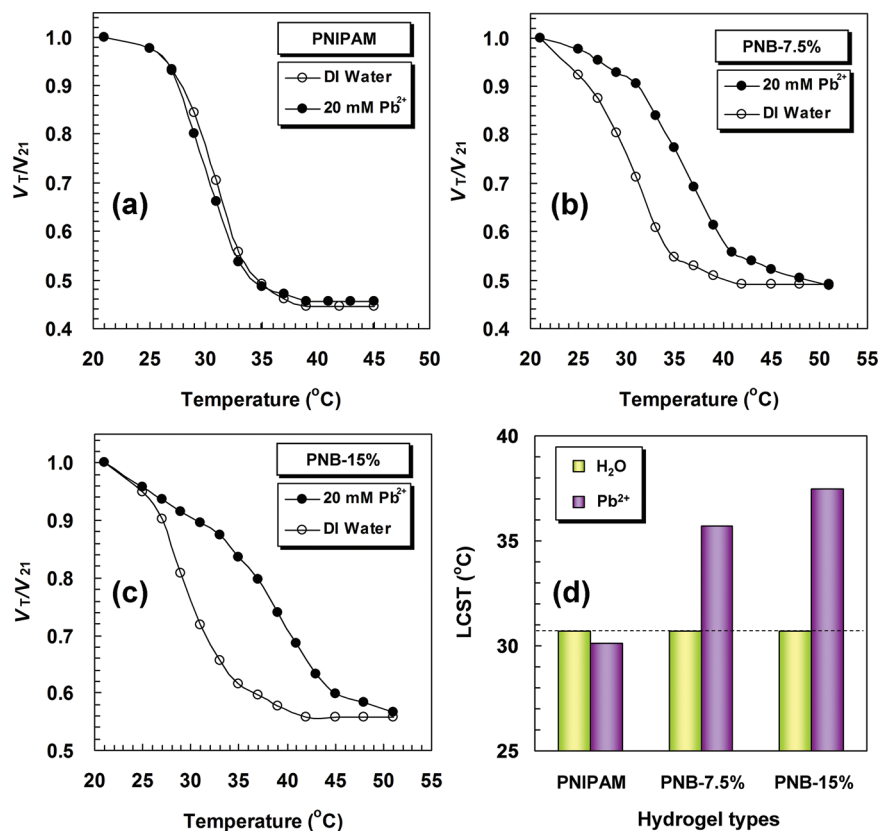 PNIPAM
DI Water
20 mM Pb2+
(a)
VT/V21
1.0
0.9
0.8
0.7
0.6
0.5
0.4
20 25 30 35 40 45 50
Temperature (oC)
PNB-7.5%
20 mM Pb2+
DI Water
(b)
VT/V21
1.0
0.9
0.8
0.7
0.6
0.5
0.4
20 25 30 35 40 45 50 55
Temperature (oC)
PNB-15%
20 mM Pb2+
DI Water
(c)
VT/V21
1.0
0.9
0.8
0.7
0.6
0.5
20 25 30 35 40 45 50 55
Temperature (oC)
H2O
Pb2+
(d)
LCST (oC)
40
35
30
25
PNIPAM PNB-7.5% PNB-15%
Hydrogel types